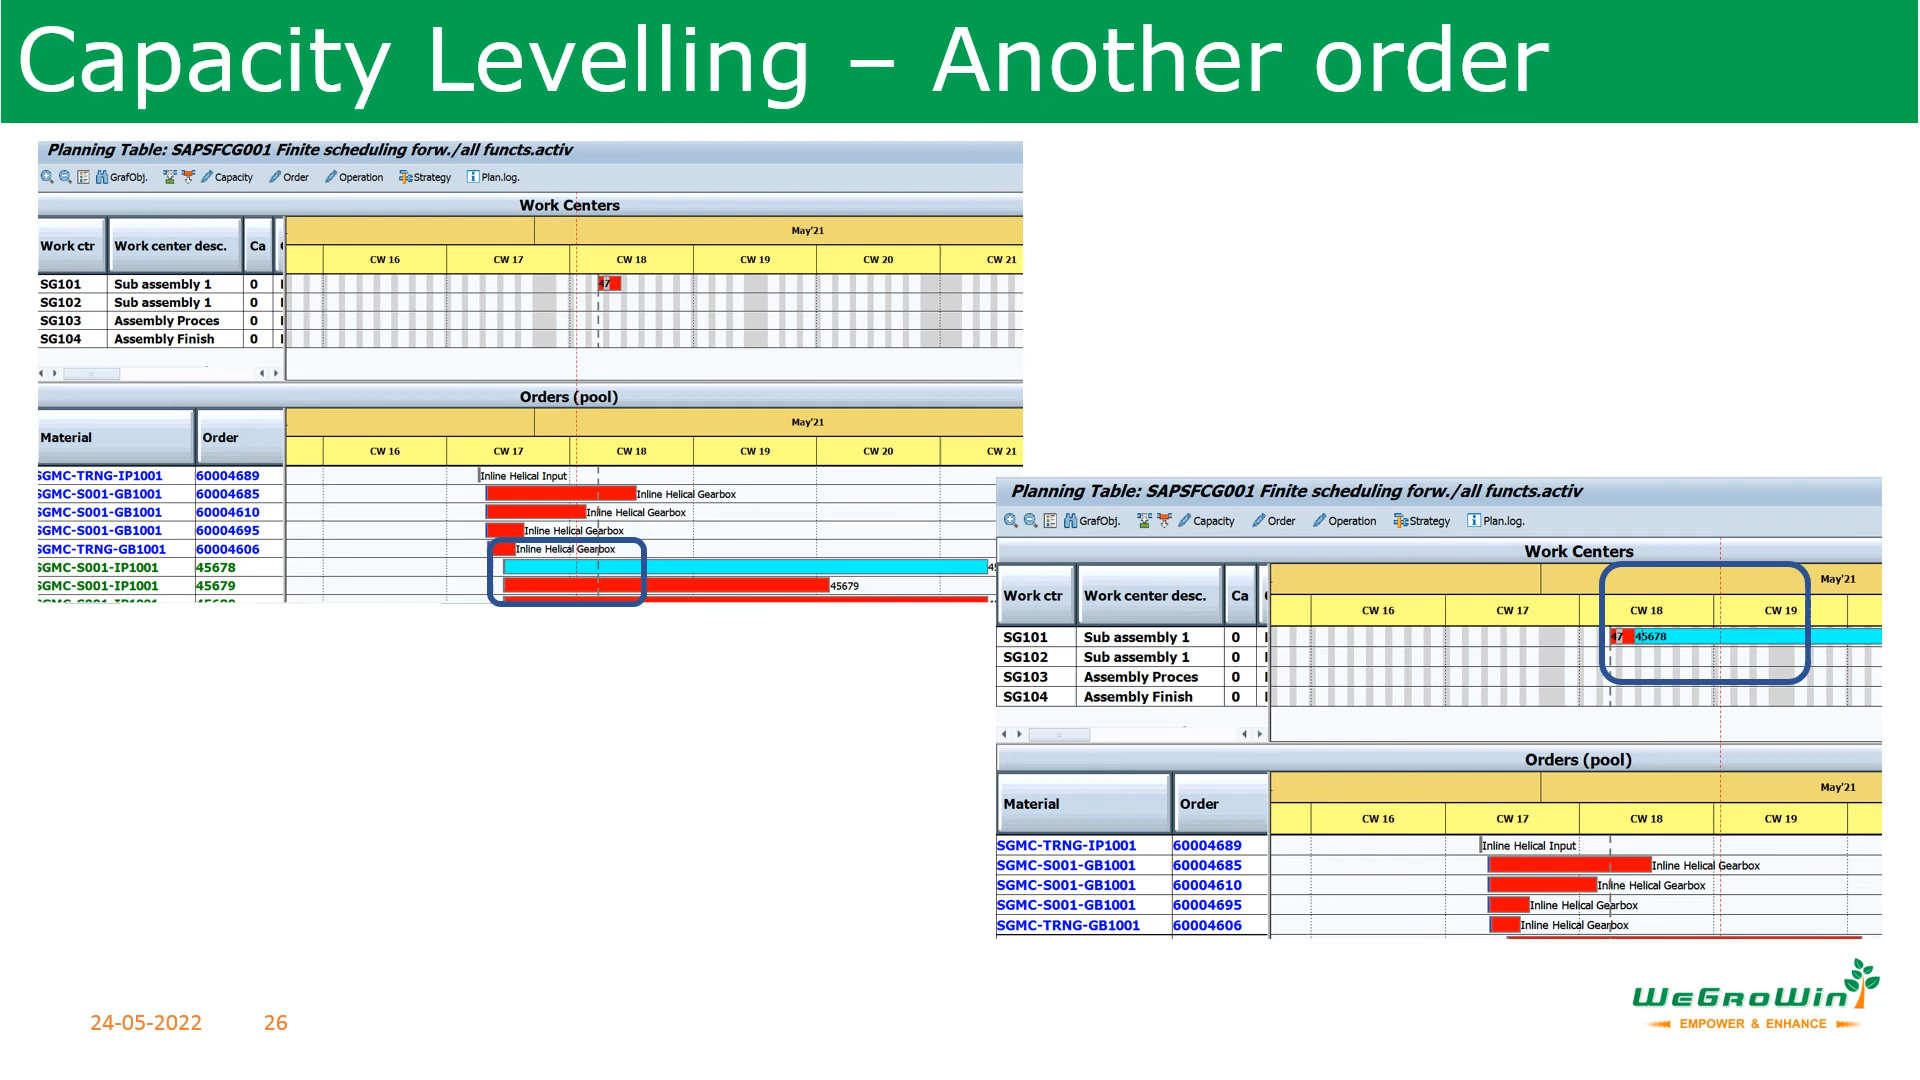 Capacity Levelling – Another order
Planning Table: SAPSFCG001 Finite scheduling forw./all functs.activ
GrafObj. Capacity Order Operation Strategy Plan.log.
Work Centers
Work ctr Work center desc. Ca
May'21
CW 16 CW 17 CW 18 CW 19 CW 20 CW 21
SG101 Sub assembly 1 0 47
SG102 Sub assembly 1 0
SG103 Assembly Proces 0
SG104 Assembly Finish 0
Orders (pool)
Material Order
May'21
CW 16 CW 17 CW 18 CW 19 CW 20 CW 21
SGMC-TRNG-IP1001 60004689 Inline Helical Input
SGMC-S001-GB1001 60004685 Inline Helical Gearbox
SGMC-S001-GB1001 60004610 Inline Helical Gearbox
SGMC-S001-GB1001 60004695 Inline Helical Gearbox
SGMC-TRNG-GB1001 60004606 Inline Helical Gearbox
SGMC-S001-IP1001 45678
SGMC-S001-IP1001 45679 45679
Planning Table: SAPSFCG001 Finite scheduling forw./all functs.activ
GrafObj. Capacity Order Operation Strategy Plan.log.
Work Centers
Work ctr Work center desc. Ca
May'21
CW 16 CW 17 CW 18 CW 19
SG101 Sub assembly 1 0 47 45678
SG102 Sub assembly 1 0
SG103 Assembly Proces 0
SG104 Assembly Finish 0
Orders (pool)
Material Order
May'21
CW 16 CW 17 CW 18 CW 19
SGMC-TRNG-IP1001 60004689 Inline Helical Input
SGMC-S001-GB1001 60004685 Inline Helical Gearbox
SGMC-S001-GB1001 60004610 Inline Helical Gearbox
SGMC-S001-GB1001 60004695 Inline Helical Gearbox
SGMC-TRNG-GB1001 60004606 Inline Helical Gearbox
WeGroWin
EMPOWER & ENHANCE
24-05-2022 26